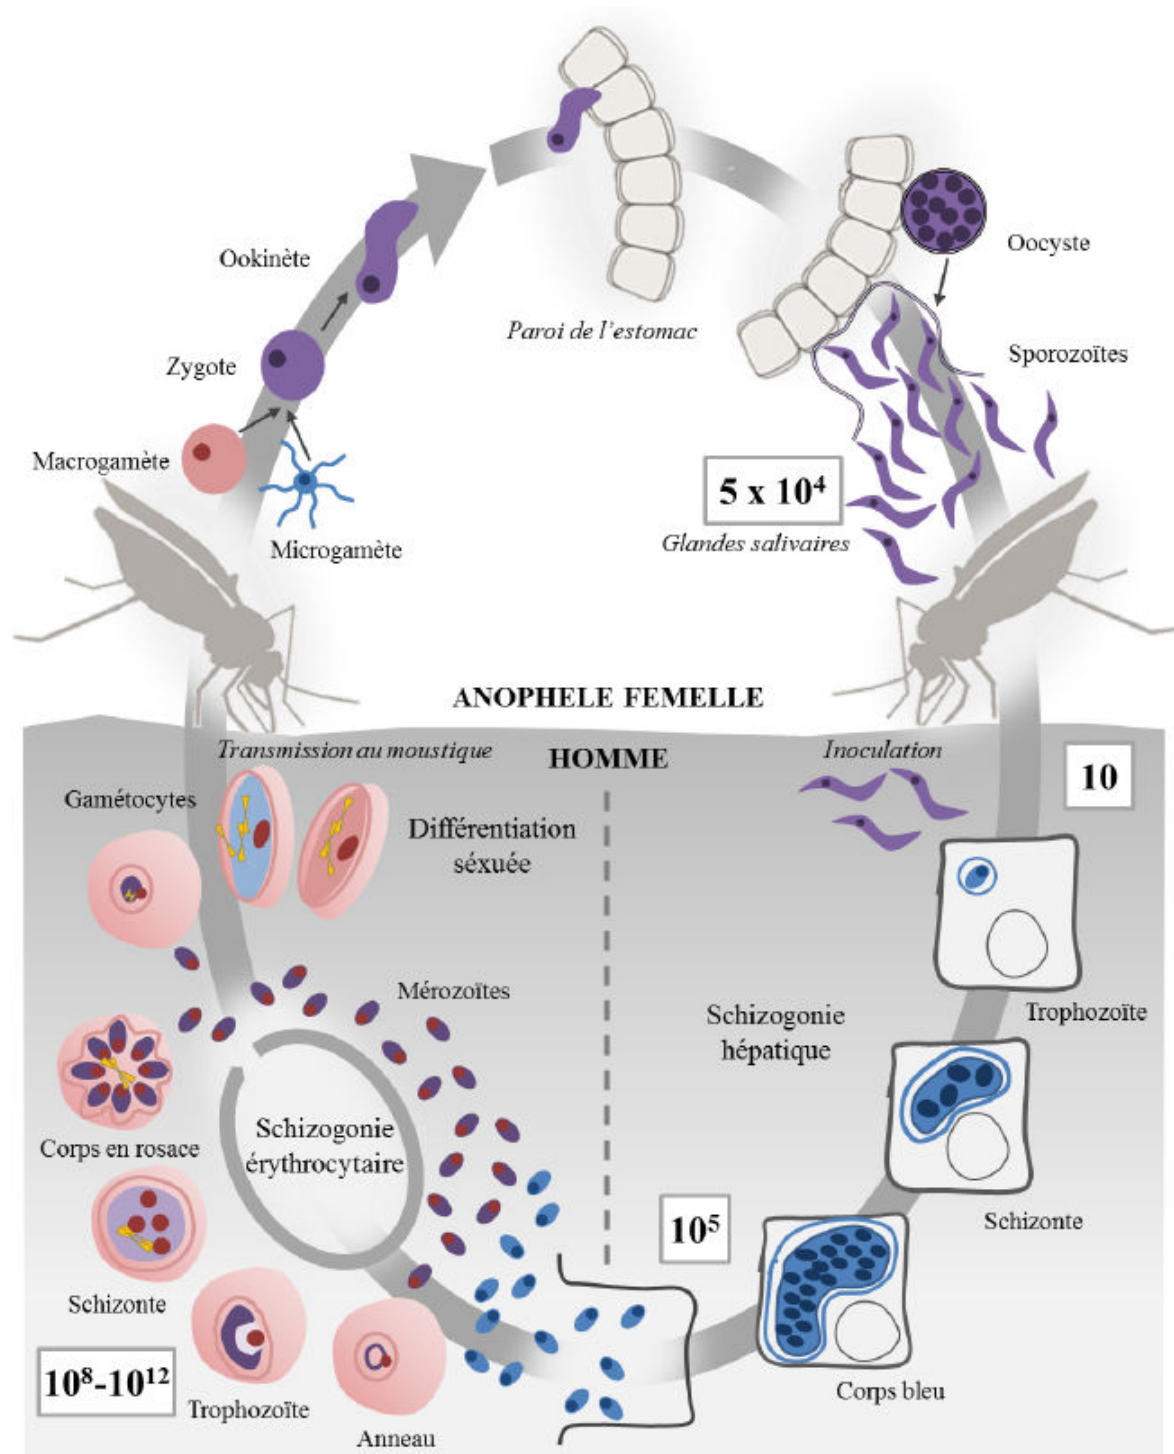 Ookinète
Oocyste
Paroi de l'estomac
Zygote
Sporozoïtes
Macrogamète
5 x 10⁴
Microgamète
Glandes salivaires
ANOPHELE FEMELLE
Transmission au moustique
HOMME
Inoculation
10
Gamétocytes
Différentiation
séxuée
Mérozoïtes
Schizogonie
hépatique
Trophozoïte
Corps en rosace
Schizogonie
érythrocytaire
Schizonte
10⁵
Schizonte
10⁸-10¹²
Trophozoïte
Anneau
Corps bleu